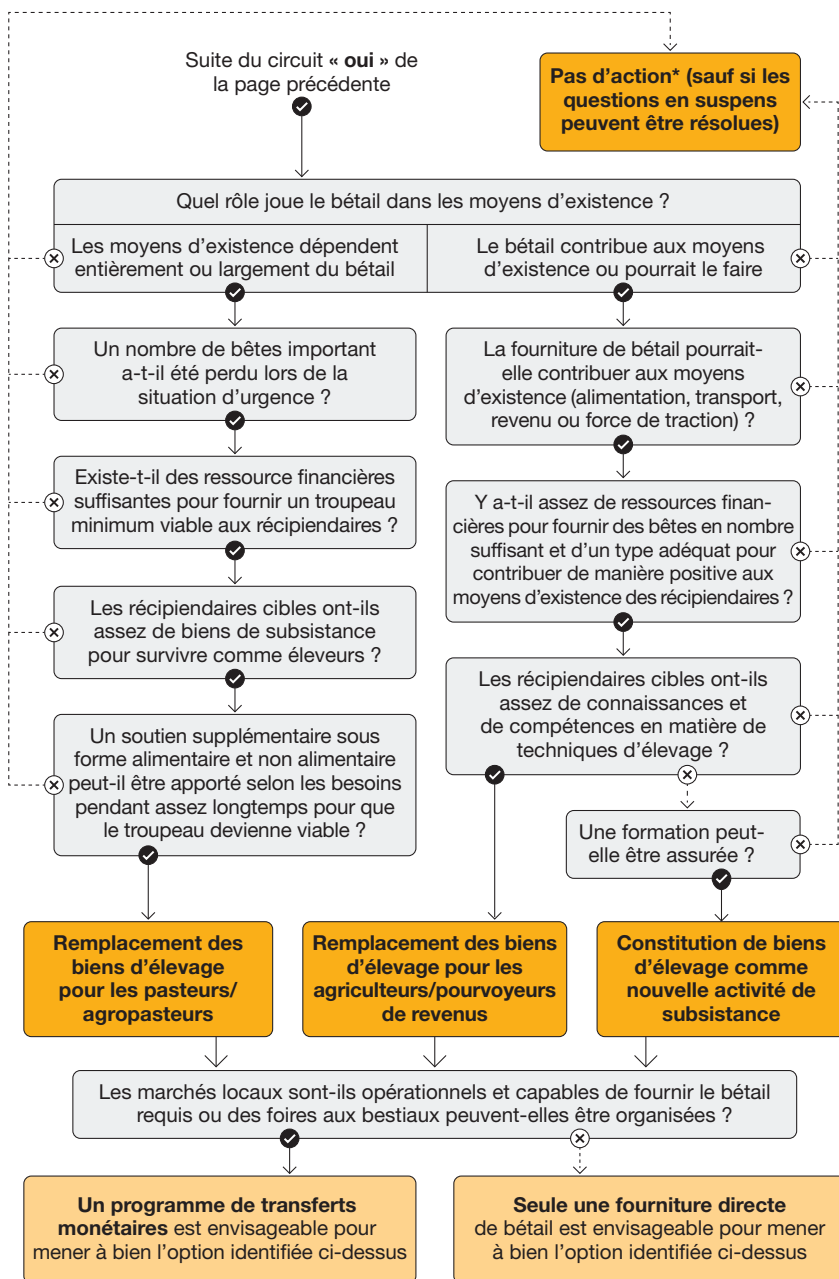 Suite du circuit « oui » de
la page précédente
Pas d'action* (sauf si les
questions en suspens
peuvent être résolues)
Quel rôle joue le bétail dans les moyens d'existence ?
Les moyens d'existence dépendent
entièrement ou largement du bétail
Le bétail contribue aux moyens
d'existence ou pourrait le faire
Un nombre de bêtes important
a-t-il été perdu lors de la
situation d'urgence ?
La fourniture de bétail pourrait-
elle contribuer aux moyens
d'existence (alimentation, transport,
revenu ou force de traction) ?
Existe-t-il des ressource financières
suffisantes pour fournir un troupeau
minimum viable aux récipiendaires ?
Y a-t-il assez de ressources finan-
cières pour fournir des bêtes en nombre
suffisant et d'un type adéquat pour
contribuer de manière positive aux
moyens d'existence des récipiendaires ?
Les récipiendaires cibles ont-ils
assez de biens de subsistance
pour survivre comme éleveurs ?
Les récipiendaires cibles ont-ils
assez de connaissances et
de compétences en matière de
techniques d'élevage ?
Un soutien supplémentaire sous
forme alimentaire et non alimentaire
peut-il être apporté selon les besoins
pendant assez longtemps pour que
le troupeau devienne viable ?
Une formation peut-
elle être assurée ?
Remplacement des
biens d'élevage
pour les pasteurs/
agropasteurs
Remplacement des biens
d'élevage pour les
agriculteurs/pourvoyeurs
de revenus
Constitution de biens
d'élevage comme
nouvelle activité de
subsistance
Les marchés locaux sont-ils opérationnels et capables de fournir le bétail
requis ou des foires aux bestiaux peuvent-elles être organisées ?
Un programme de transferts
monétaires est envisageable pour
mener à bien l'option identifiée ci-dessus
Seule une fourniture directe
de bétail est envisageable pour mener
à bien l'option identifiée ci-dessus